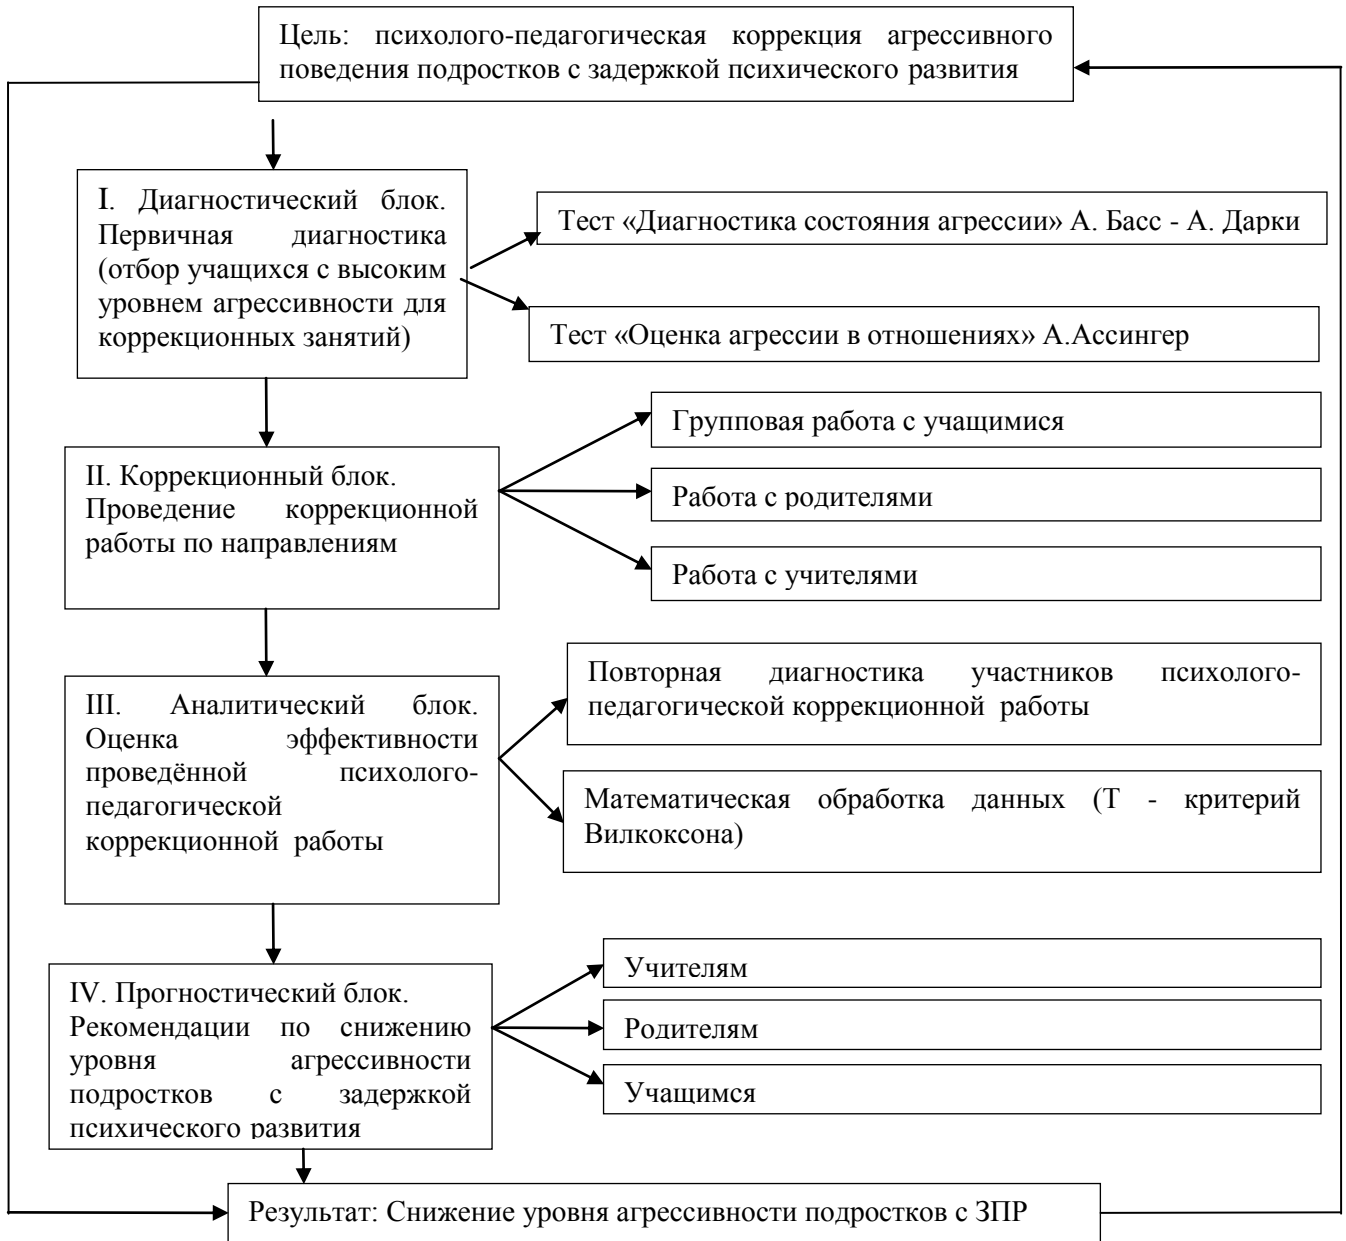 Цель: психолого-педагогическая коррекция агрессивного
поведения подростков с задержкой психического развития
I. Диагностический блок.
Первичная диагностика
(отбор учащихся с высоким
уровнем агрессивности для
коррекционных занятий)
Тест «Диагностика состояния агрессии» А. Басс - А. Дарки
Тест «Оценка агрессии в отношениях» А.Ассингер
II. Коррекционный блок.
Проведение коррекционной
работы по направлениям
Групповая работа с учащимися
Работа с родителями
Работа с учителями
III. Аналитический блок.
Оценка эффективности
проведённой психолого-
педагогической
коррекционной работы
Повторная диагностика участников психолого-
педагогической коррекционной работы
Математическая обработка данных (Т - критерий
Вилкоксона)
IV. Прогностический блок.
Рекомендации по снижению
уровня агрессивности
подростков с задержкой
психического развития
Учителям
Родителям
Учащимся
Результат: Снижение уровня агрессивности подростков с ЗПР